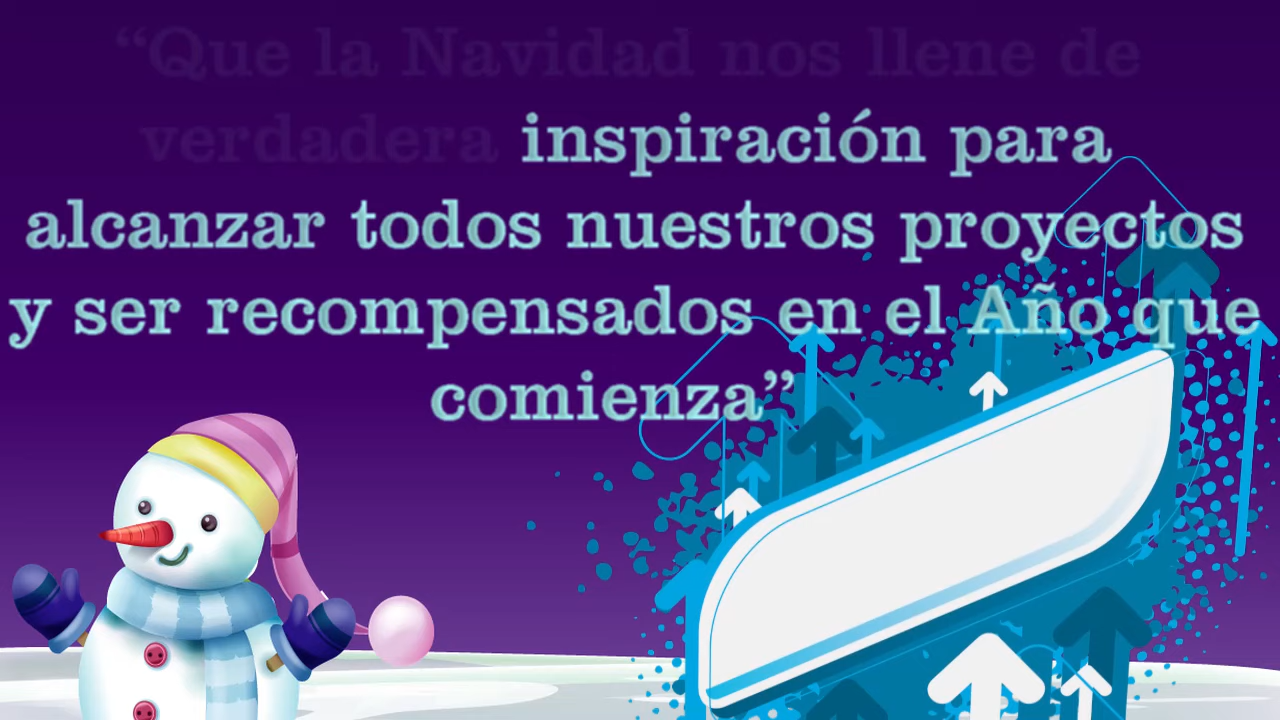 “Que la Navidad nos llene de
verdadera inspiración para
alcanzar todos nuestros proyectos
y ser recompensados en el Año que
comienza”